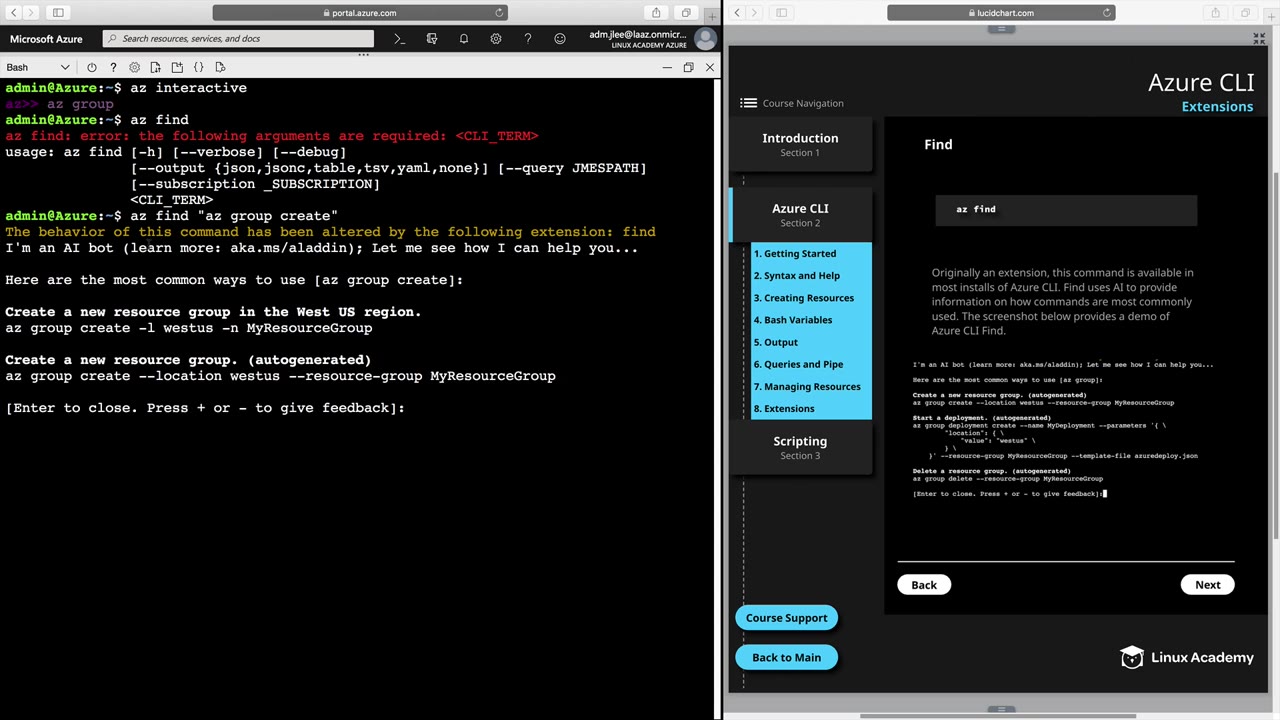 portal.azure.com
Microsoft Azure
Search resources, services, and docs
adm.jlee@laaz.onmicr...
LINUX ACADEMY AZURE
Bash
admin@Azure:~$ az interactive
az>> az group
admin@Azure:~$ az find
az find: error: the following arguments are required: <CLI_TERM>
usage: az find [-h] [--verbose] [--debug]
[--output {json,jsonc,table,tsv,yaml,none}] [--query JMESPATH]
[--subscription _SUBSCRIPTION]
<CLI_TERM>
admin@Azure:~$ az find "az group create"
The behavior of this command has been altered by the following extension: find
I'm an AI bot (learn more: aka.ms/aladdin); Let me see how I can help you...
Here are the most common ways to use [az group create]:
Create a new resource group in the West US region.
az group create -l westus -n MyResourceGroup
Create a new resource group. (autogenerated)
az group create --location westus --resource-group MyResourceGroup
[Enter to close. Press + or - to give feedback]:
lucidchart.com
Azure CLI
Extensions
Course Navigation
Introduction
Section 1
Azure CLI
Section 2
1. Getting Started
2. Syntax and Help
3. Creating Resources
4. Bash Variables
5. Output
6. Queries and Pipe
7. Managing Resources
8. Extensions
Scripting
Section 3
Course Support
Back to Main
Find
az find
Originally an extension, this command is available in
most installs of Azure CLI. Find uses AI to provide
information on how commands are most commonly
used. The screenshot below provides a demo of
Azure CLI Find.
I'm an AI bot (learn more: aka.ms/aladdin); Let me see how I can help you...
Here are the most common ways to use [az group]:
Create a new resource group. (autogenerated)
az group create --location westus --resource-group MyResourceGroup
Start a deployment. (autogenerated)
az group deployment create --name MyDeployment --parameters '{ \
"location": { \
"value": "westus" \
} \
}' --resource-group MyResourceGroup --template-file azuredeploy.json
Delete a resource group. (autogenerated)
az group delete --resource-group MyResourceGroup
[Enter to close. Press + or - to give feedback]:
Back
Next
Linux Academy